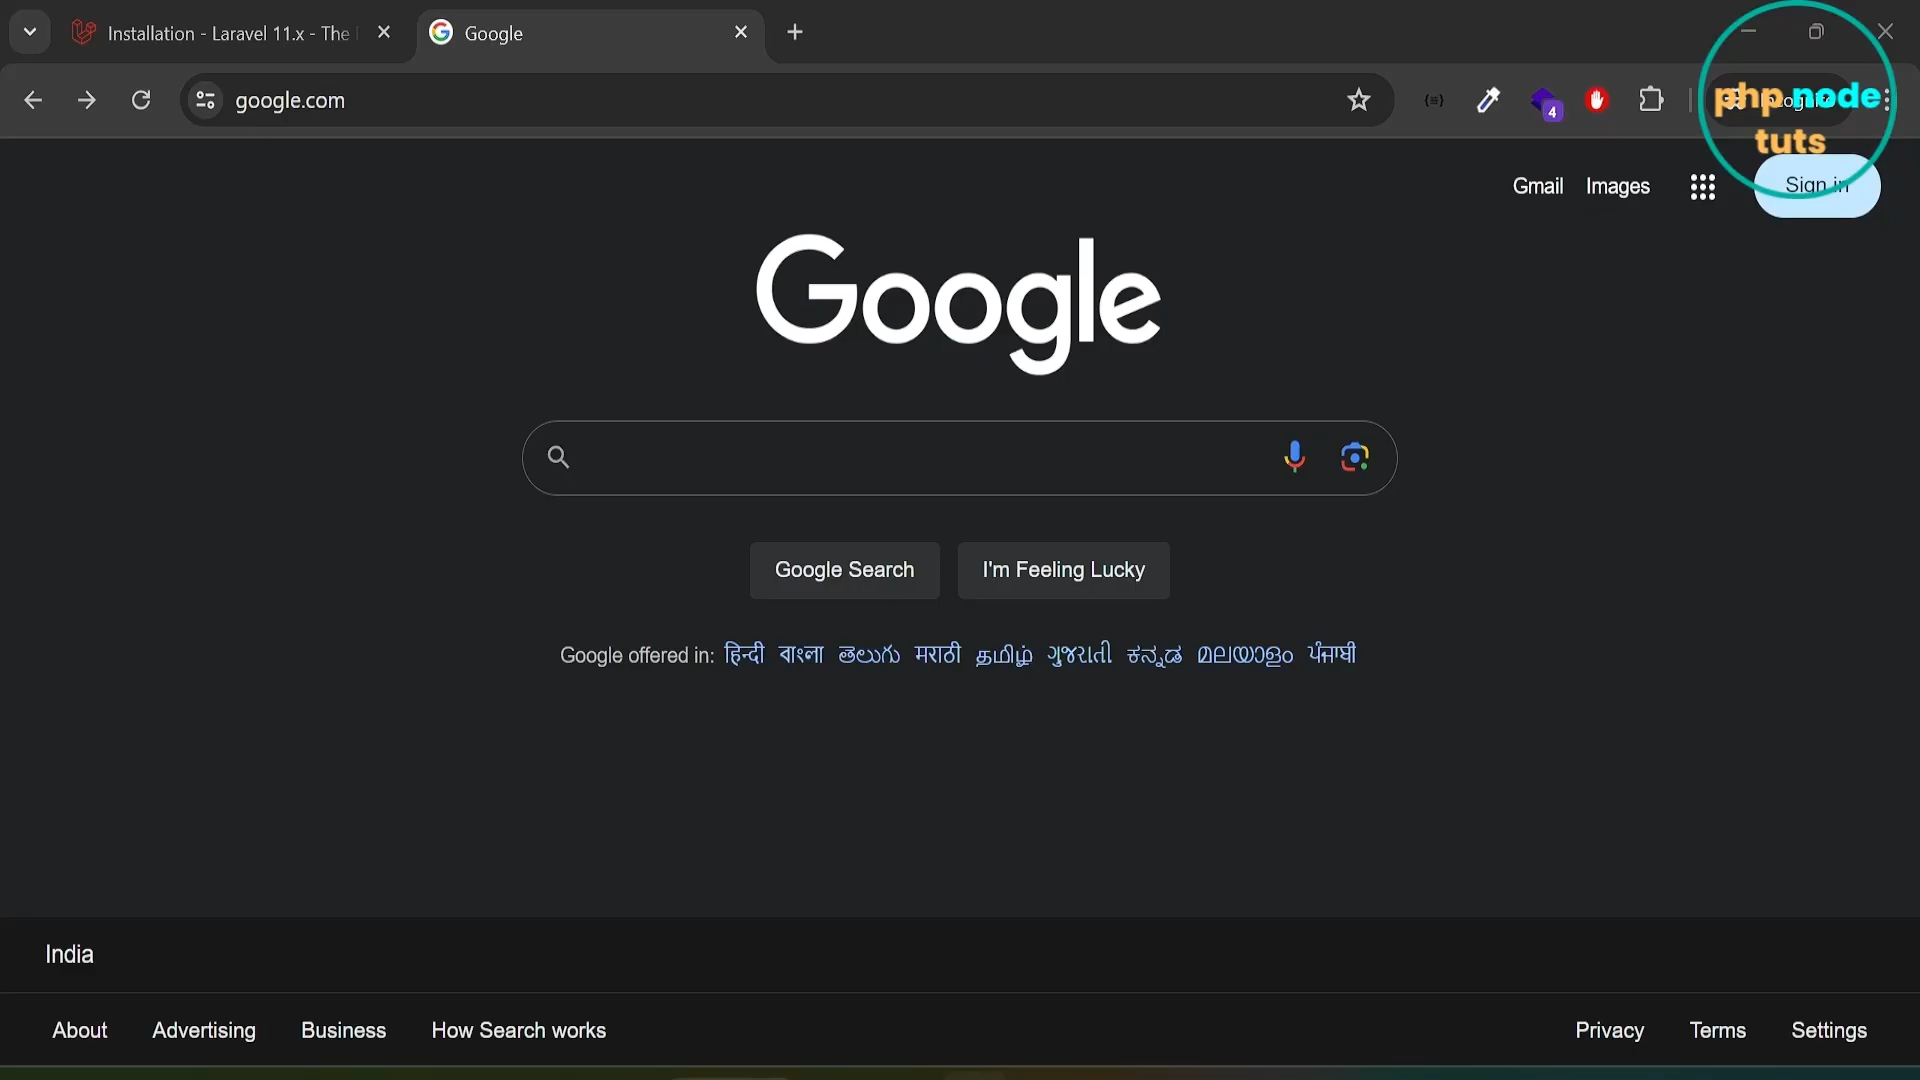 Installation - Laravel 11.x - The
Google
google.com
4
php node
tuts
Gmail
Images
Sign in
Google
Google Search
I'm Feeling Lucky
Google offered in: हिन्दी বাংলা తెలుగు मराठी தமிழ் ગુજરાતી ಕನ್ನಡ മലയാളം ਪੰਜਾਬੀ
India
About
Advertising
Business
How Search works
Privacy
Terms
Settings